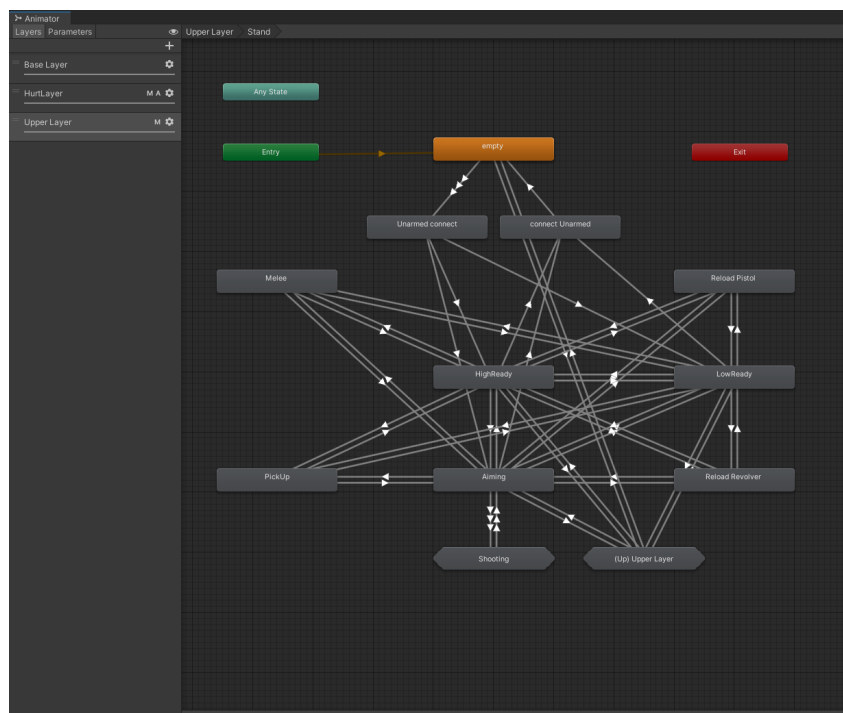 Animator
Layers Parameters
Upper Layer Stand
+
Base Layer
HurtLayer M A
Upper Layer M
Any State
Entry
empty
Exit
Unarmed connect
connect Unarmed
Melee
Reload Pistol
HighReady
LowReady
PickUp
Aiming
Reload Revolver
Shooting
(Up) Upper Layer